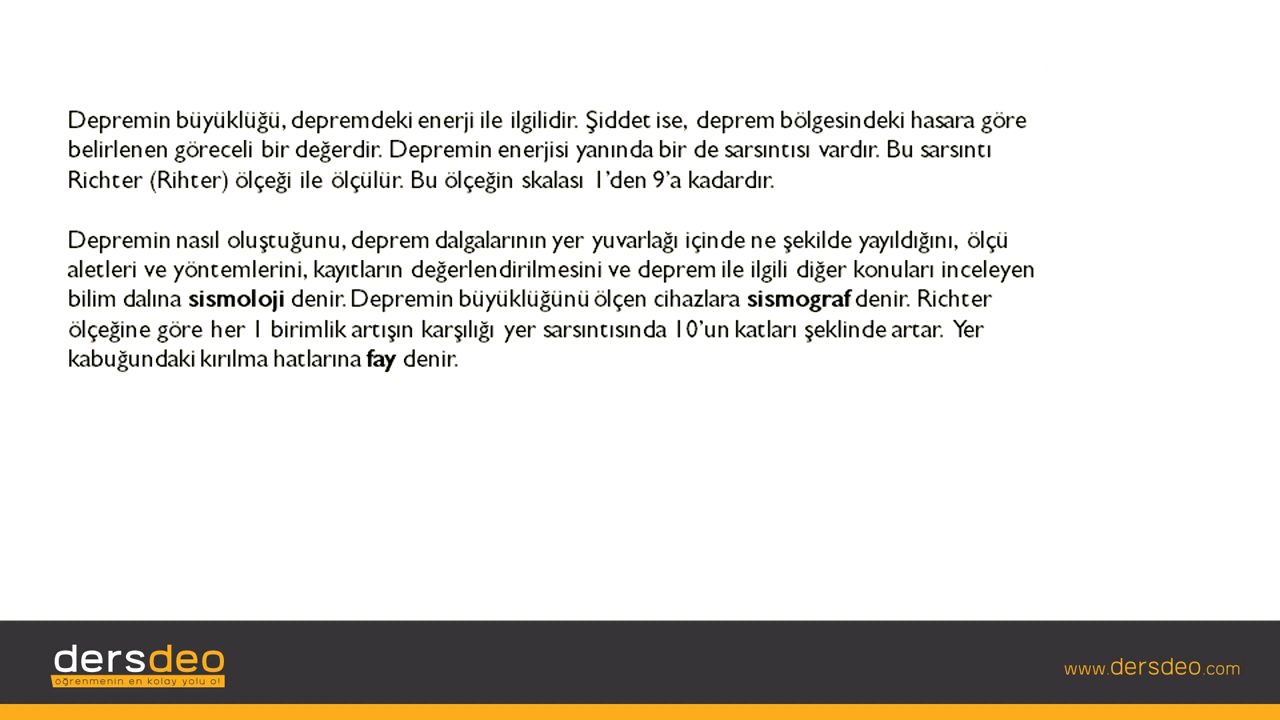 Depremin büyüklüğü, depremdeki enerji ile ilgilidir. Şiddet ise, deprem bölgesindeki hasara göre
belirlenen göreceli bir değerdir. Depremin enerjisi yanında bir de sarsıntısı vardır. Bu sarsıntı
Richter (Rihter) ölçeği ile ölçülür. Bu ölçeğin skalası 1’den 9’a kadardır.
Depremin nasıl oluştuğunu, deprem dalgalarının yer yuvarlağı içinde ne şekilde yayıldığını, ölçü
aletleri ve yöntemlerini, kayıtların değerlendirilmesini ve deprem ile ilgili diğer konuları inceleyen
bilim dalına sismoloji denir. Depremin büyüklüğünü ölçen cihazlara sismograf denir. Richter
ölçeğine göre her 1 birimlik artışın karşılığı yer sarsıntısında 10’un katları şeklinde artar. Yer
kabuğundaki kırılma hatlarına fay denir.
dersdeo
öğrenmenin en kolay yolu o!
www.dersdeo.com